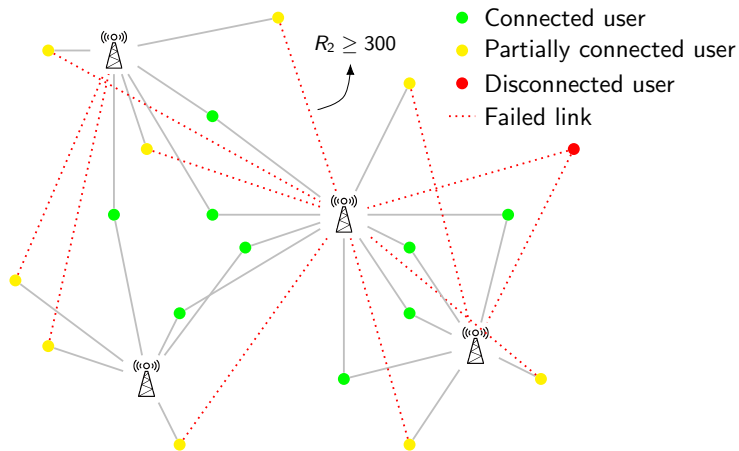 R₂ ≥ 300
Connected user
Partially connected user
Disconnected user
Failed link